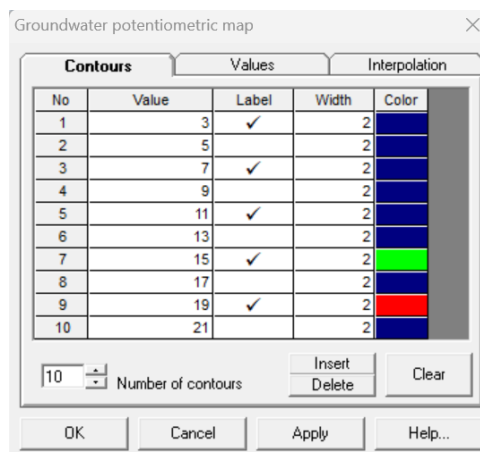 Groundwater potentiometric map
Contours Values Interpolation
No Value Label Width Color
1 3 ✓ 2
2 5 2
3 7 ✓ 2
4 9 2
5 11 ✓ 2
6 13 2
7 15 ✓ 2
8 17 2
9 19 ✓ 2
10 21 2
10 Number of contours
Insert
Delete
Clear
OK Cancel Apply Help...